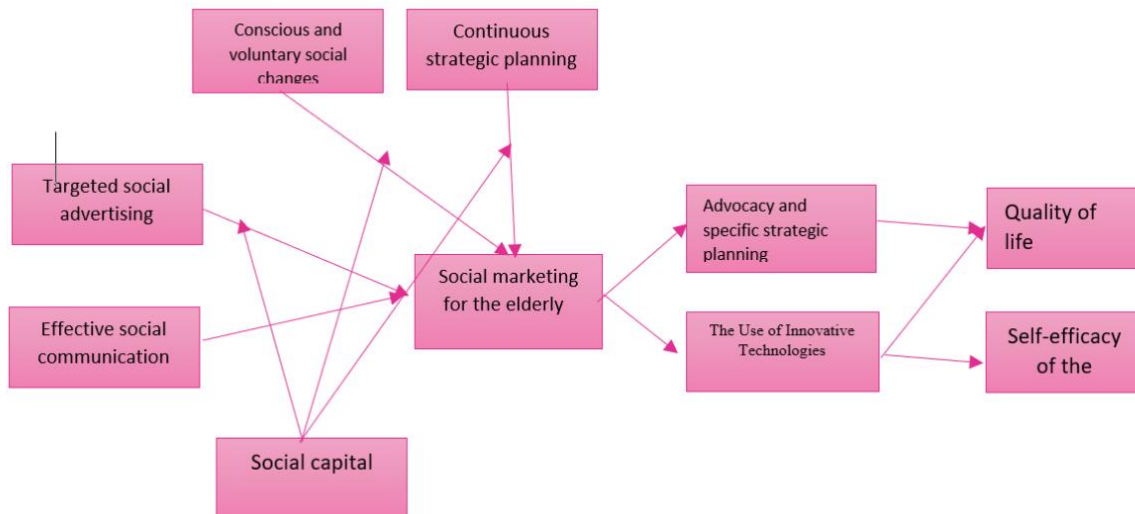 Conscious and
voluntary social
changes
Continuous
strategic planning
Targeted social
advertising
Effective social
communication
Social capital
Social marketing
for the elderly
Advocacy and
specific strategic
planning
The Use of Innovative
Technologies
Quality of
life
Self-efficacy
of the